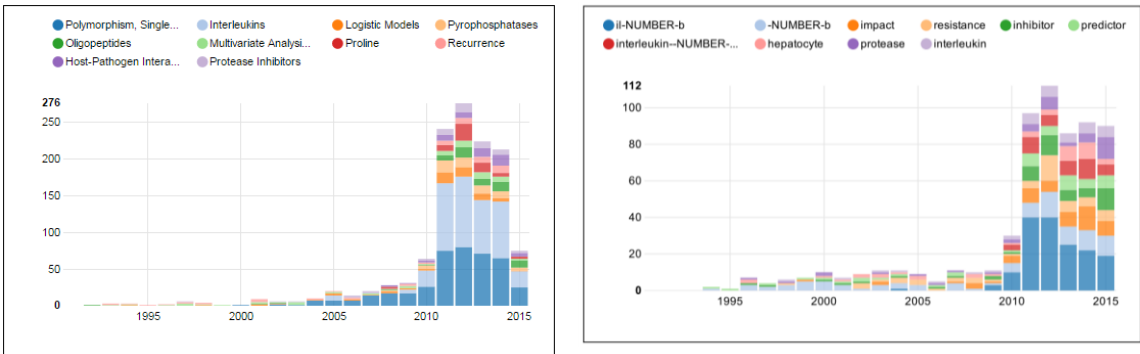 Polymorphism, Single... Interleukins Logistic Models Pyrophosphatases
Oligopeptides Multivariate Analysi... Proline Recurrence
Host-Pathogen Intera... Protease Inhibitors
276
250
200
150
100
50
0
1995 2000 2005 2010 2015
il-NUMBER-b -NUMBER-b impact resistance inhibitor predictor
interleukin--NUMBER-... hepatocyte protease interleukin
112
100
80
60
40
20
0
1995 2000 2005 2010 2015